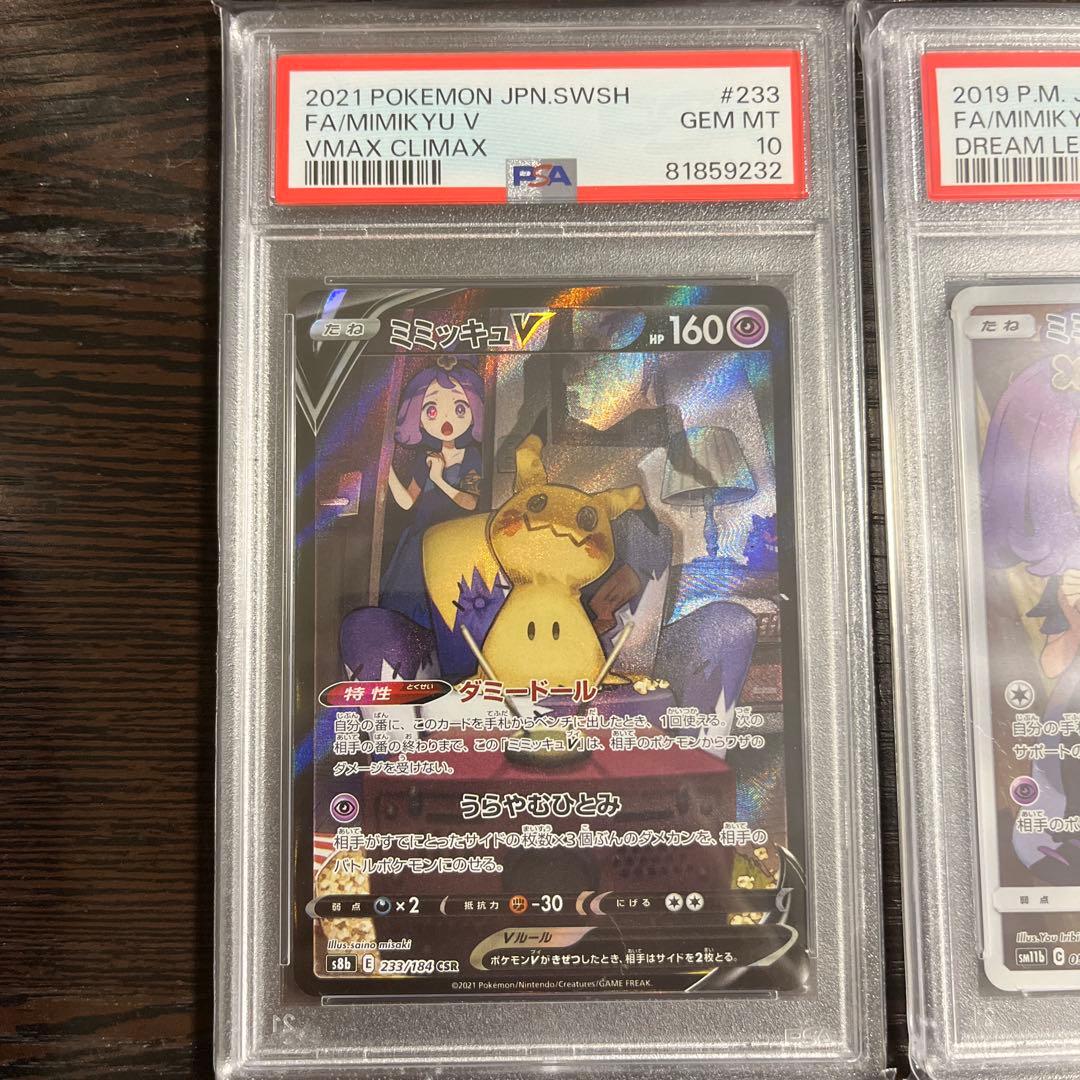 2021 POKEMON JPN.SWSH #233
FA/MIMIKYU V GEM MT
VMAX CLIMAX 10
PSA 81859232
たね ミミッキュV HP 160
特性 とくせい ダミードール
自分の番に、このカードを手札からベンチに出したとき、1回使える。次の
相手の番の終わりまで、この「ミミッキュV」は、相手のポケモンからワザの
ダメージを受けない。
うらやむひとみ
相手がすでにとったサイドの枚数×3個ぶんのダメカンを、相手の
バトルポケモンにのせる。
弱点 ×2 抵抗力 -30 にげる
Illus.saino misaki
Vルール
ポケモンVがきぜつしたとき、相手はサイドを2枚とる。
s8b E 233/184 CSR
©2021 Pokémon/Nintendo/Creatures/GAME FREAK.
PSA
2019 P.M.
FA/MIMIKY
DREAM LE
たね ミ
自分の手
サポートの
相手のポ
弱点
Illus.You Iribi
sm11b C